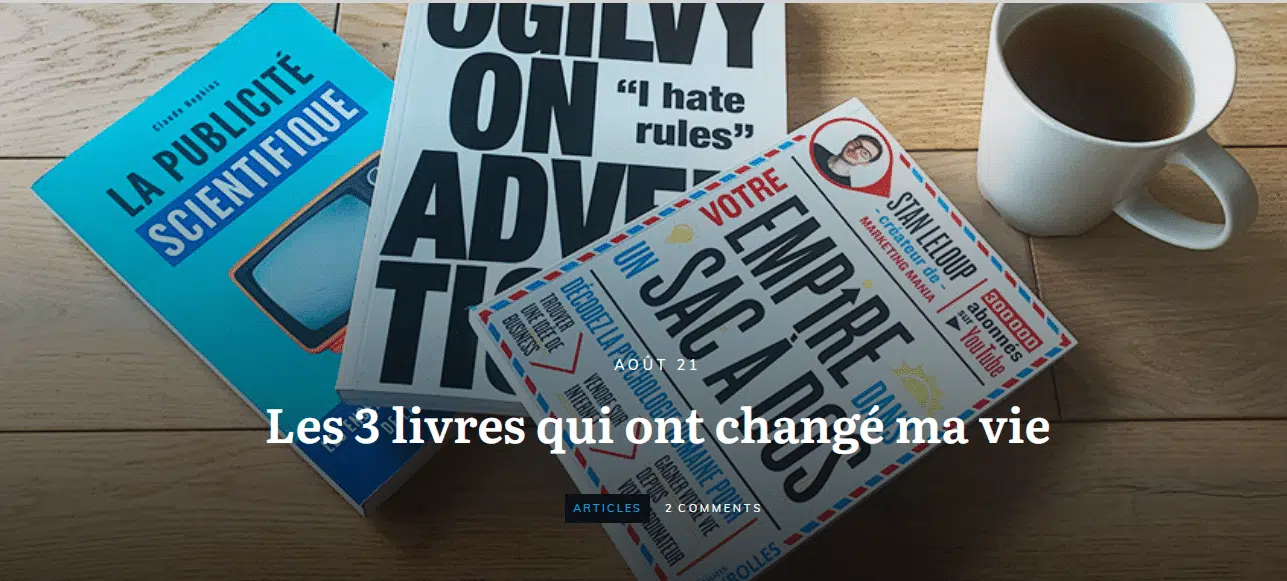 Claude Hopkins
LA PUBLICITÉ
SCIENTIFIQUE
OGILVY
ON
“I hate
rules”
ADVE
TIS
VOTRE
EMPIRE
DANS
UN
SAC À DOS
STAN LELOUP
- créateur de -
MARKETING MANIA
300 000
abonnés
sur YouTube
DÉCODEZ LA PSYCHOLOGIE HUMAINE POUR
TROUVER
UNE IDÉE DE
BUSINESS
VENDRE SUR
INTERNET
GAGNER VOTRE VIE
DEPUIS
VOTRE ORDINATEUR
AOÛT 21
Les 3 livres qui ont changé ma vie
ARTICLES
2 COMMENTS